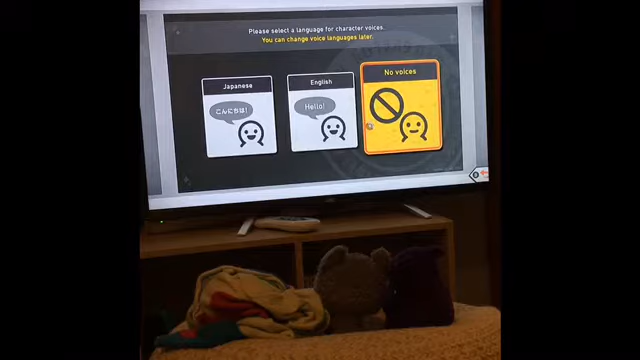 Please select a language for character voices.
You can change voice languages later.
Japanese
こんにちは!
English
Hello!
No voices